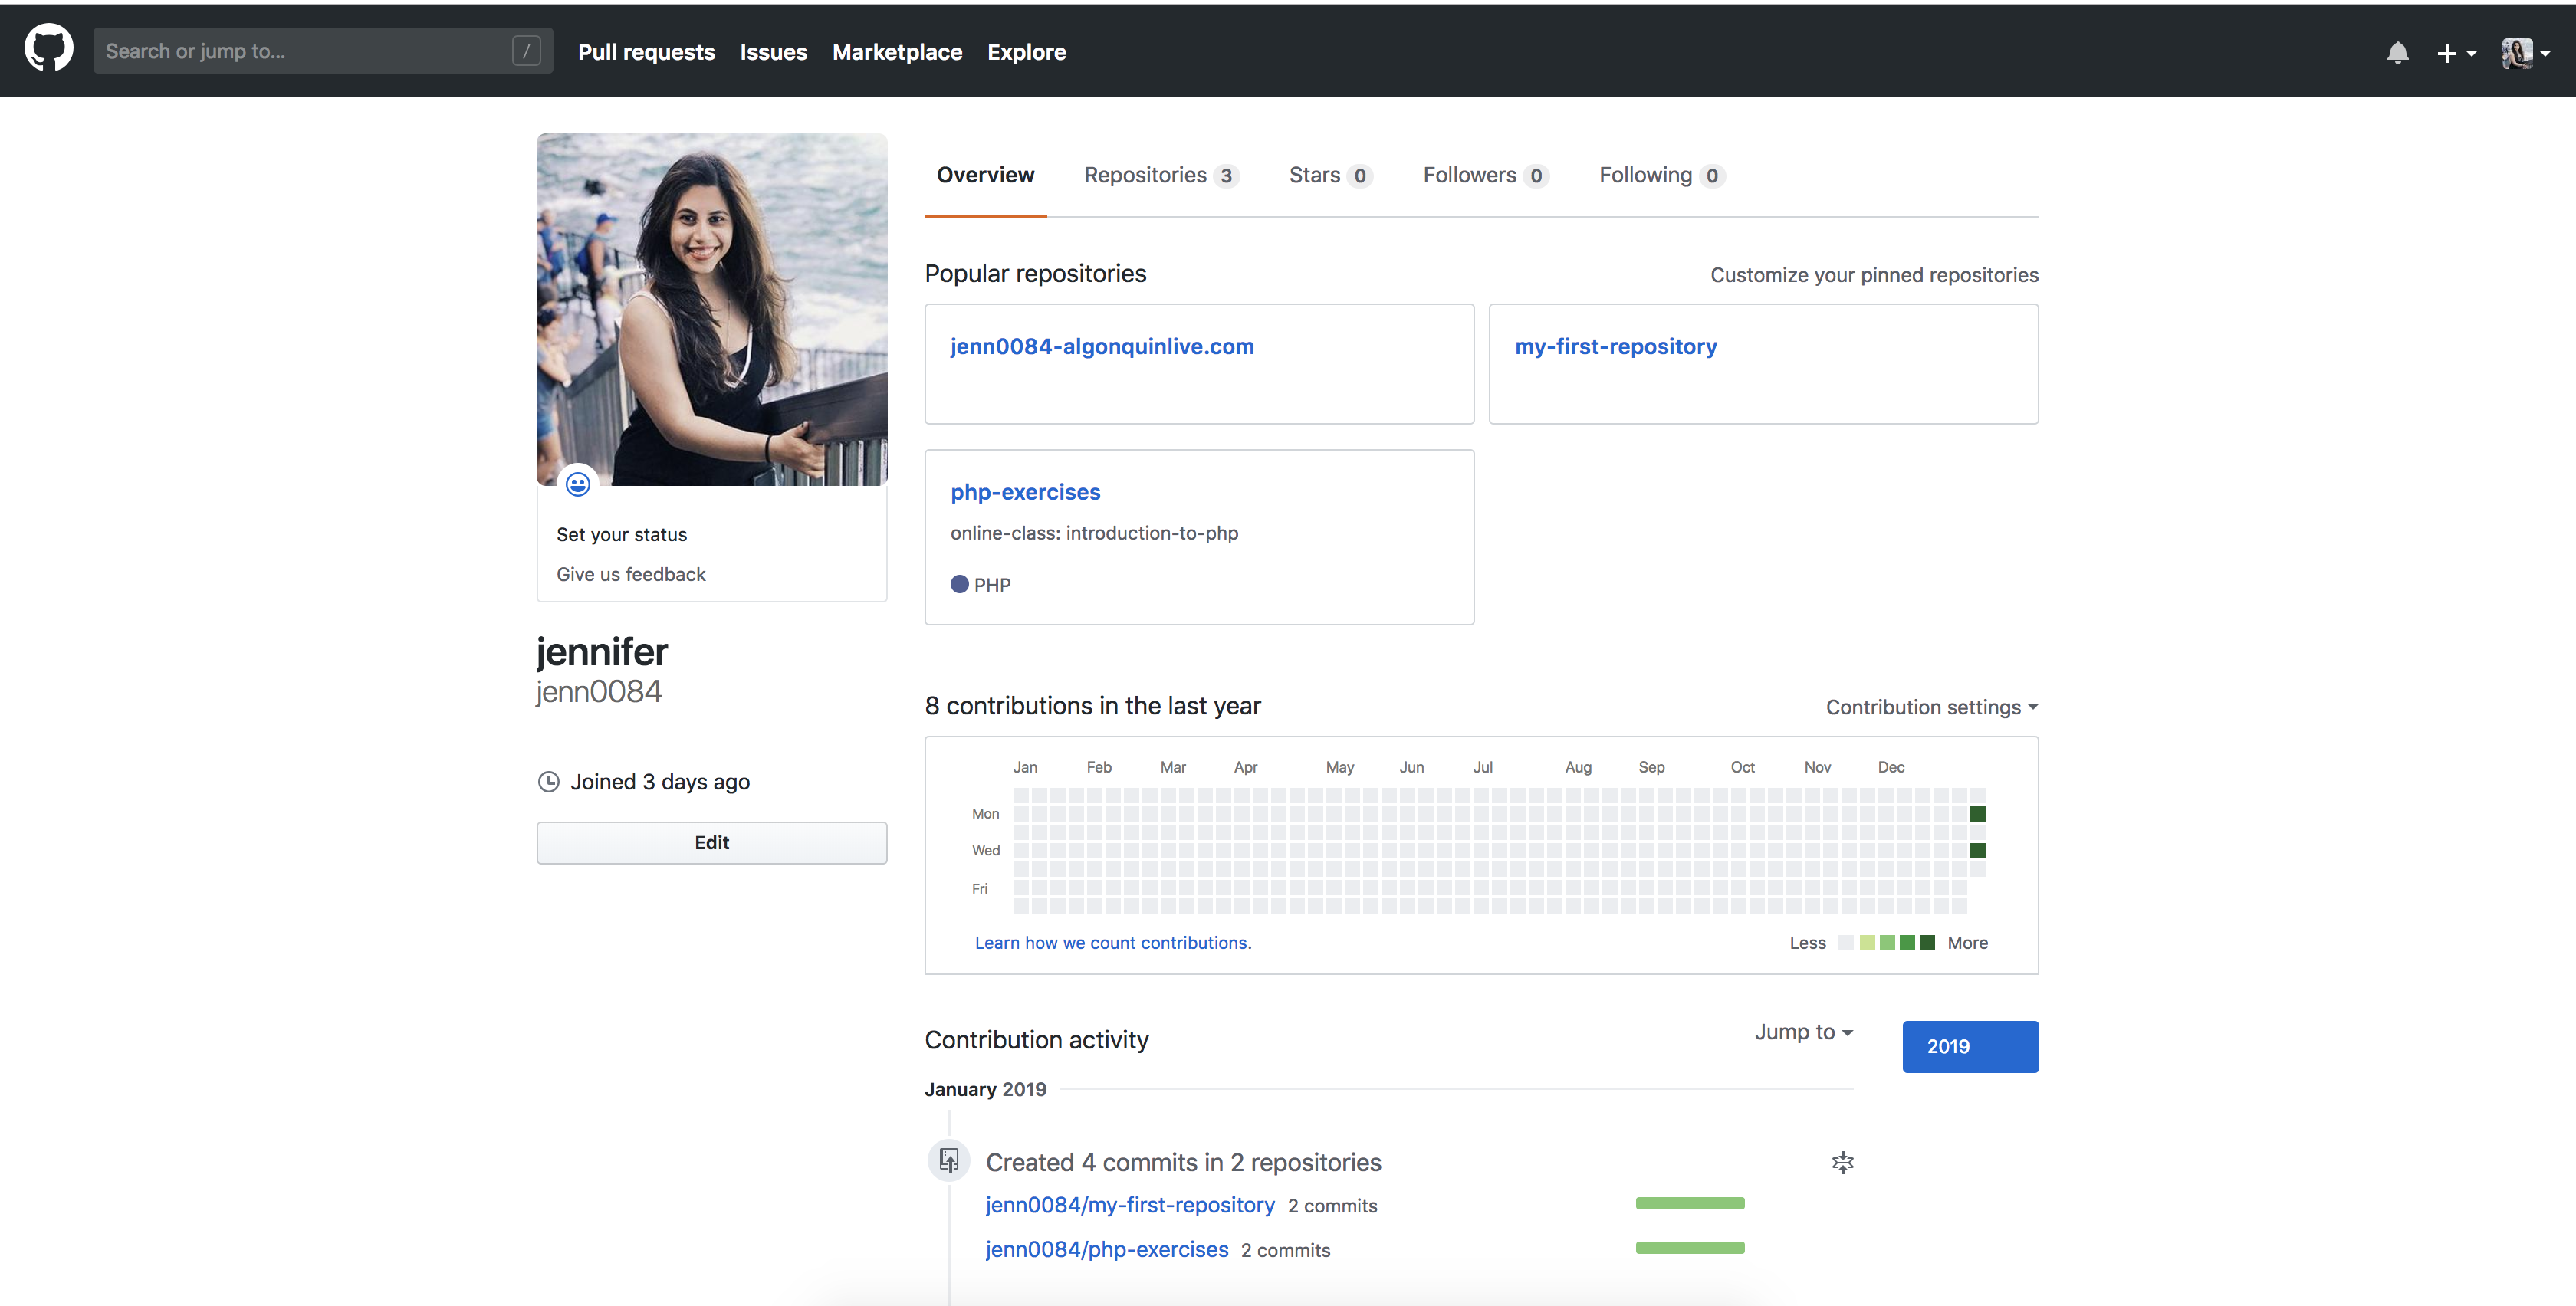 Search or jump to... /
Pull requests Issues Marketplace Explore
Overview Repositories 3 Stars 0 Followers 0 Following 0
Set your status
Give us feedback
jennifer
jenn0084
Joined 3 days ago
Edit
Popular repositories Customize your pinned repositories
jenn0084-algonquinlive.com
my-first-repository
php-exercises
online-class: introduction-to-php
PHP
8 contributions in the last year Contribution settings
Jan Feb Mar Apr May Jun Jul Aug Sep Oct Nov Dec
Mon
Wed
Fri
Learn how we count contributions. Less More
Contribution activity Jump to 2019
January 2019
Created 4 commits in 2 repositories
jenn0084/my-first-repository 2 commits
jenn0084/php-exercises 2 commits